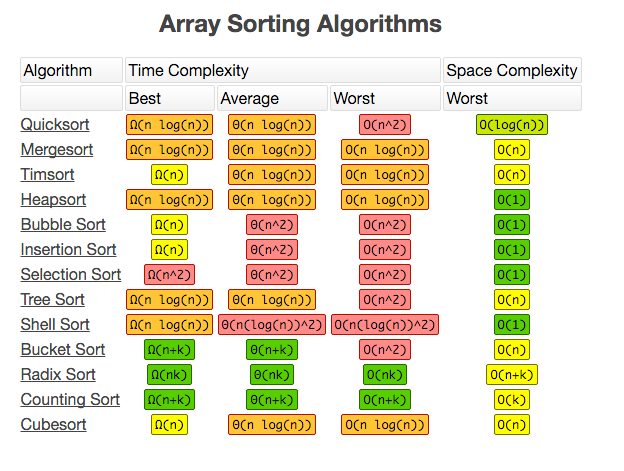 Array Sorting Algorithms
Algorithm Time Complexity Space Complexity
Best Average Worst Worst
Quicksort Ω(n log(n)) Θ(n log(n)) O(n^2) O(log(n))
Mergesort Ω(n log(n)) Θ(n log(n)) O(n log(n)) O(n)
Timsort Ω(n) Θ(n log(n)) O(n log(n)) O(n)
Heapsort Ω(n log(n)) Θ(n log(n)) O(n log(n)) O(1)
Bubble Sort Ω(n) Θ(n^2) O(n^2) O(1)
Insertion Sort Ω(n) Θ(n^2) O(n^2) O(1)
Selection Sort Ω(n^2) Θ(n^2) O(n^2) O(1)
Tree Sort Ω(n log(n)) Θ(n log(n)) O(n^2) O(n)
Shell Sort Ω(n log(n)) Θ(n(log(n))^2) O(n(log(n))^2) O(1)
Bucket Sort Ω(n+k) Θ(n+k) O(n^2) O(n)
Radix Sort Ω(nk) Θ(nk) O(nk) O(n+k)
Counting Sort Ω(n+k) Θ(n+k) O(n+k) O(k)
Cubesort Ω(n) Θ(n log(n)) O(n log(n)) O(n)